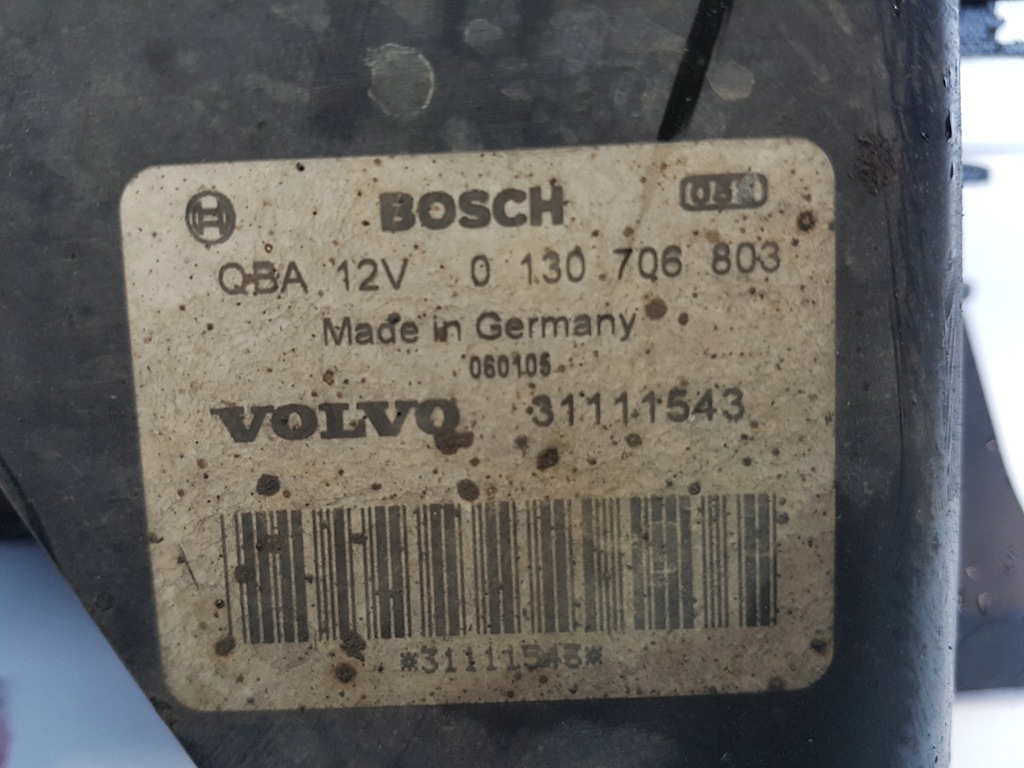 BOSCH
QBA 12V 0 130 706 803
Made in Germany
060105
VOLVO 31111543
*31111543*